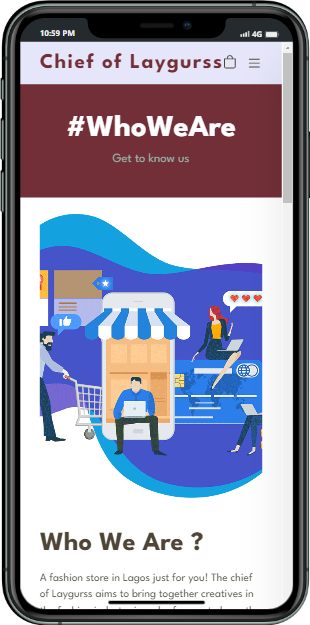 10:59 PM
4G
Chief of Laygurss
#WhoWeAre
Get to know us
Who We Are ?
A fashion store in Lagos just for you! The chief
of Laygurss aims to bring together creatives in